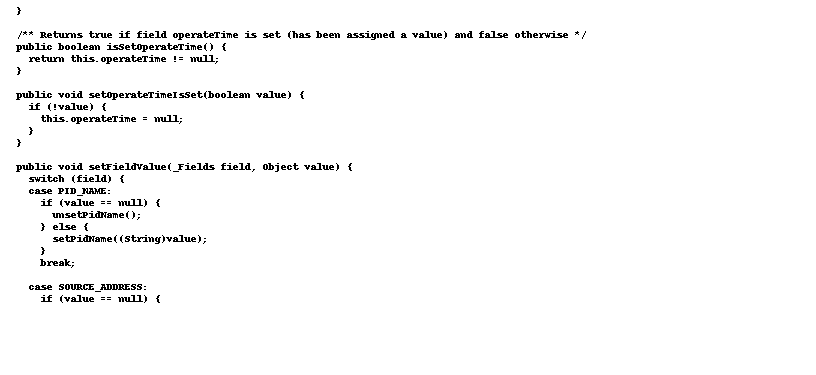 }
/** Returns true if field operateTime is set (has been assigned a value) and false otherwise */
public boolean isSetOperateTime() {
return this.operateTime != null;
}
public void setOperateTimeIsSet(boolean value) {
if (!value) {
this.operateTime = null;
}
}
public void setFieldValue(_Fields field, Object value) {
switch (field) {
case PID_NAME:
if (value == null) {
unsetPidName();
} else {
setPidName((String)value);
}
break;
case SOURCE_ADDRESS:
if (value == null) {